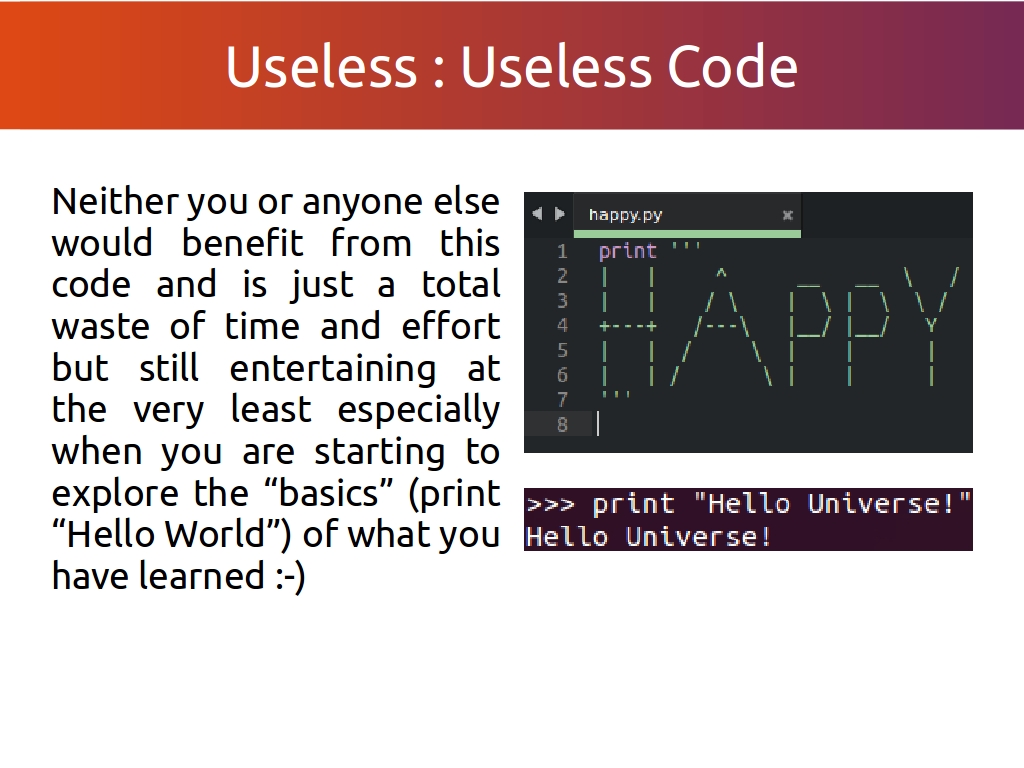 Useless : Useless Code
Neither you or anyone else
would benefit from this
code and is just a total
waste of time and effort
but still entertaining at
the very least especially
when you are starting to
explore the “basics” (print
“Hello World”) of what you
have learned :-)
happy.py
1 print '''
2 |    |     ^      __   __  \   /
3 |    |    / \    |  \ |  \  \ /
4 +---+   /---\   |__/ |__/   Y
5 |    |  /     \  |    |      |
6 |    | /       \ |    |      |
7 '''
8
>>> print "Hello Universe!"
Hello Universe!